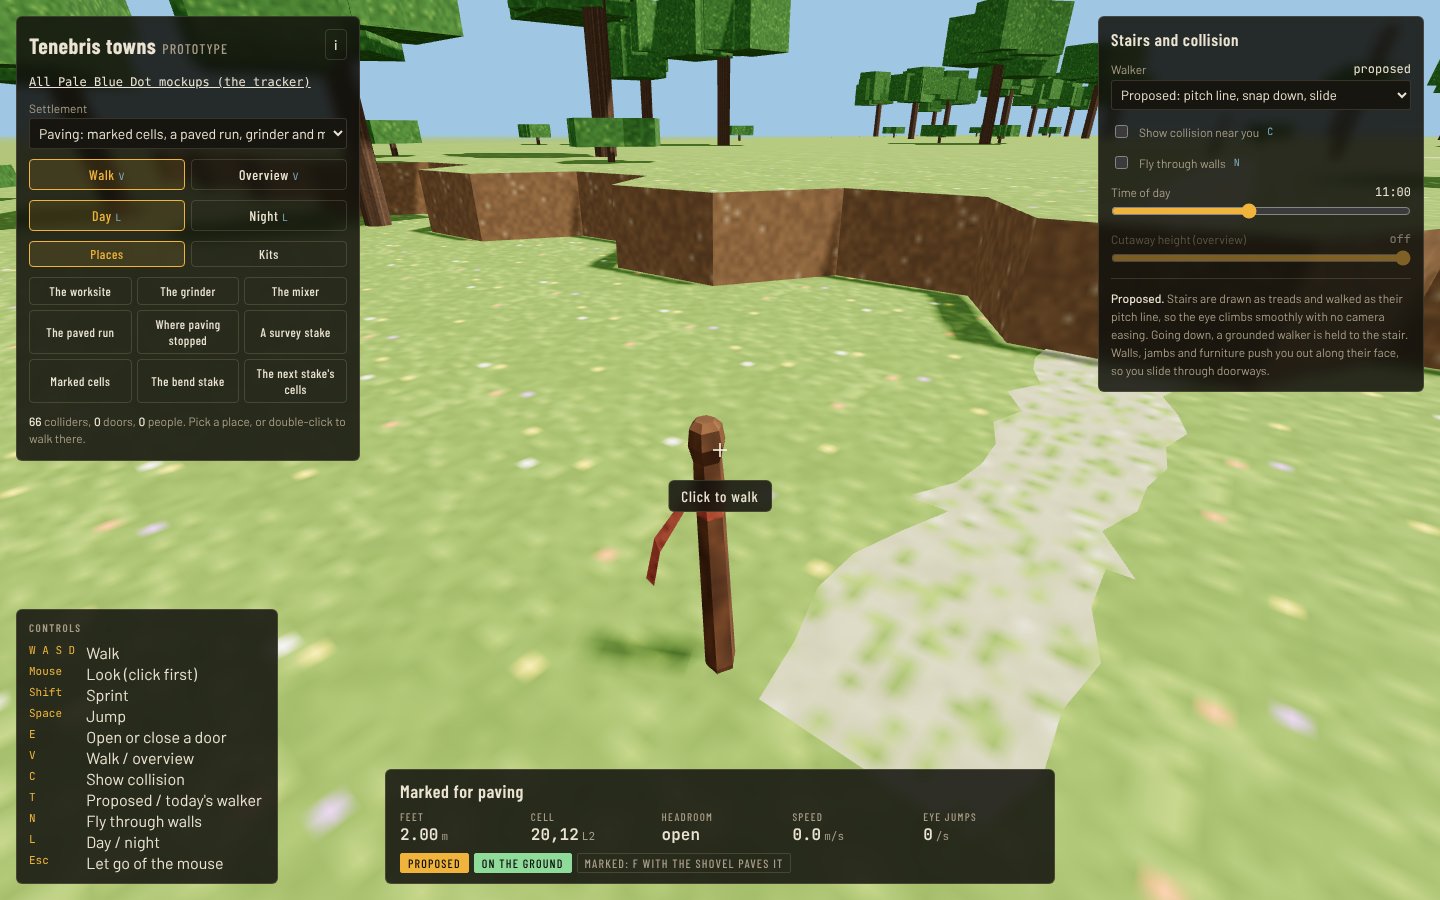 Tenebris towns PROTOTYPE
i
All Pale Blue Dot mockups (the tracker)
Settlement
Paving: marked cells, a paved run, grinder and m
Walk V
Overview V
Day L
Night L
Places
Kits
The worksite
The grinder
The mixer
The paved run
Where paving
stopped
A survey stake
Marked cells
The bend stake
The next stake's
cells
66 colliders, 0 doors, 0 people. Pick a place, or double-click to
walk there.
Stairs and collision
Walker proposed
Proposed: pitch line, snap down, slide
Show collision near you C
Fly through walls N
Time of day 11:00
Cutaway height (overview) off
Proposed. Stairs are drawn as treads and walked as their
pitch line, so the eye climbs smoothly with no camera
easing. Going down, a grounded walker is held to the stair.
Walls, jambs and furniture push you out along their face,
so you slide through doorways.
Click to walk
CONTROLS
W A S D Walk
Mouse Look (click first)
Shift Sprint
Space Jump
E Open or close a door
V Walk / overview
C Show collision
T Proposed / today's walker
N Fly through walls
L Day / night
Esc Let go of the mouse
Marked for paving
FEET
2.00 m
CELL
20,12 L2
HEADROOM
open
SPEED
0.0 m/s
EYE JUMPS
0 /s
PROPOSED
ON THE GROUND
MARKED: F WITH THE SHOVEL PAVES IT